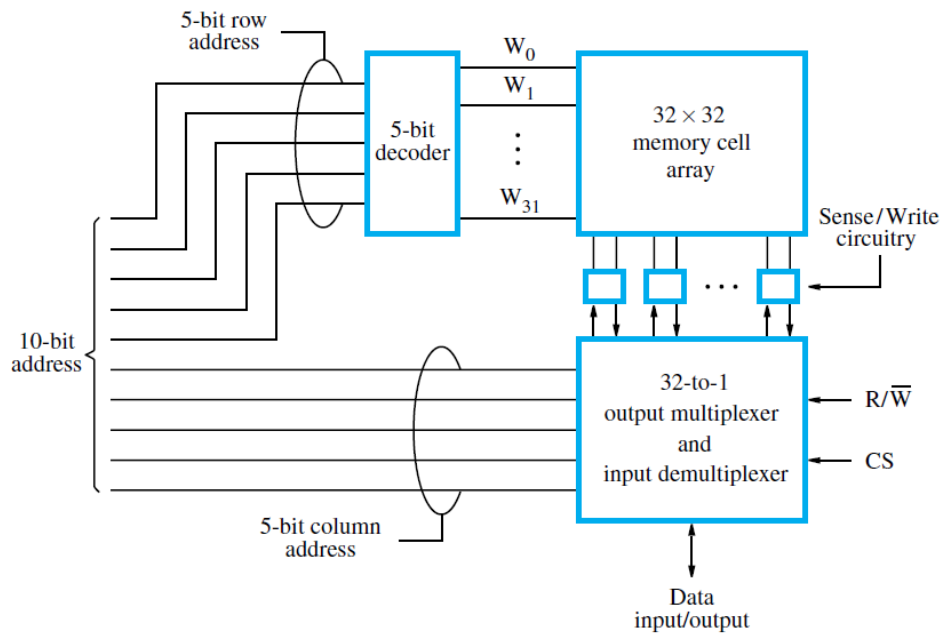 5-bit row
address
W₀
W₁
5-bit
decoder
⋮
W₃₁
32 × 32
memory cell
array
Sense/Write
circuitry
. . .
10-bit
address
32-to-1
output multiplexer
and
input demultiplexer
R/W̅
CS
5-bit column
address
Data
input/output